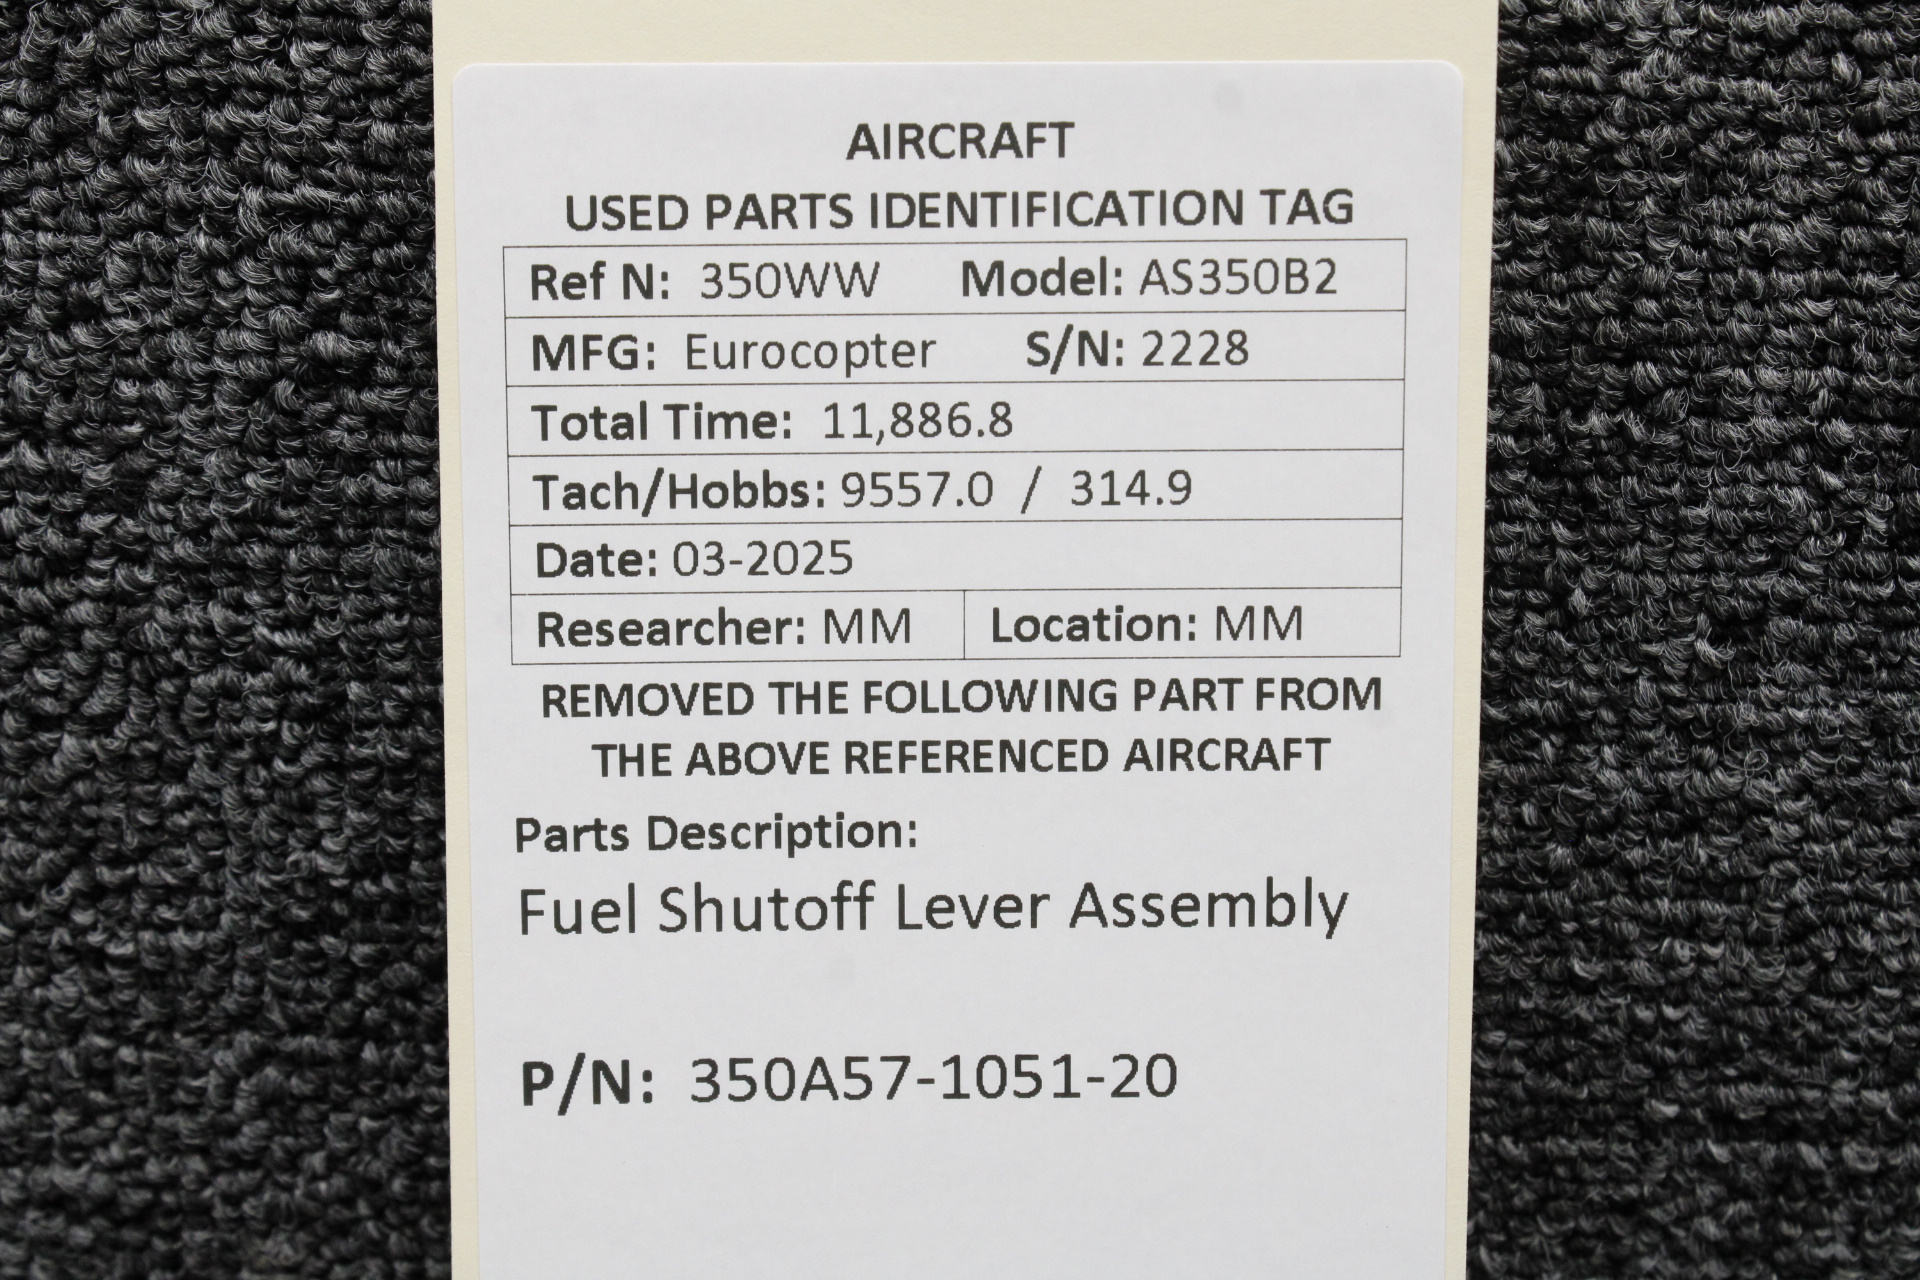 AIRCRAFT
USED PARTS IDENTIFICATION TAG
Ref N: 350WW Model: AS350B2
MFG: Eurocopter S/N: 2228
Total Time: 11,886.8
Tach/Hobbs: 9557.0 / 314.9
Date: 03-2025
Researcher: MM Location: MM
REMOVED THE FOLLOWING PART FROM
THE ABOVE REFERENCED AIRCRAFT
Parts Description:
Fuel Shutoff Lever Assembly
P/N: 350A57-1051-20